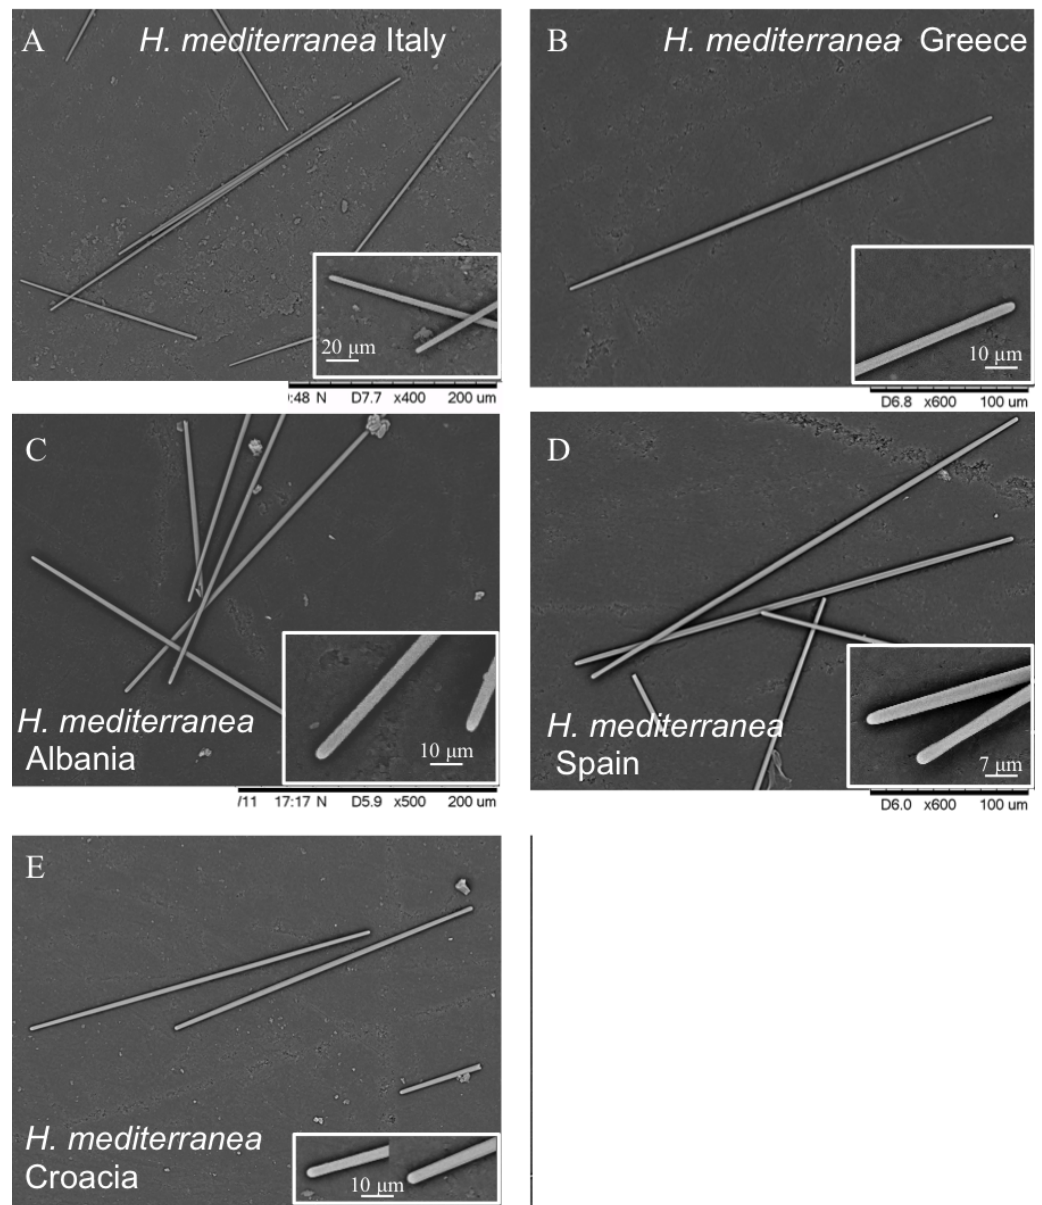 A
H. mediterranea Italy
20 μm
:48 N D7.7 x400 200 um
B
H. mediterranea Greece
10 μm
D6.8 x600 100 um
C
H. mediterranea
Albania
10 μm
/11 17:17 N D5.9 x500 200 um
D
H. mediterranea
Spain
7 μm
D6.0 x600 100 um
E
H. mediterranea
Croacia
10 μm